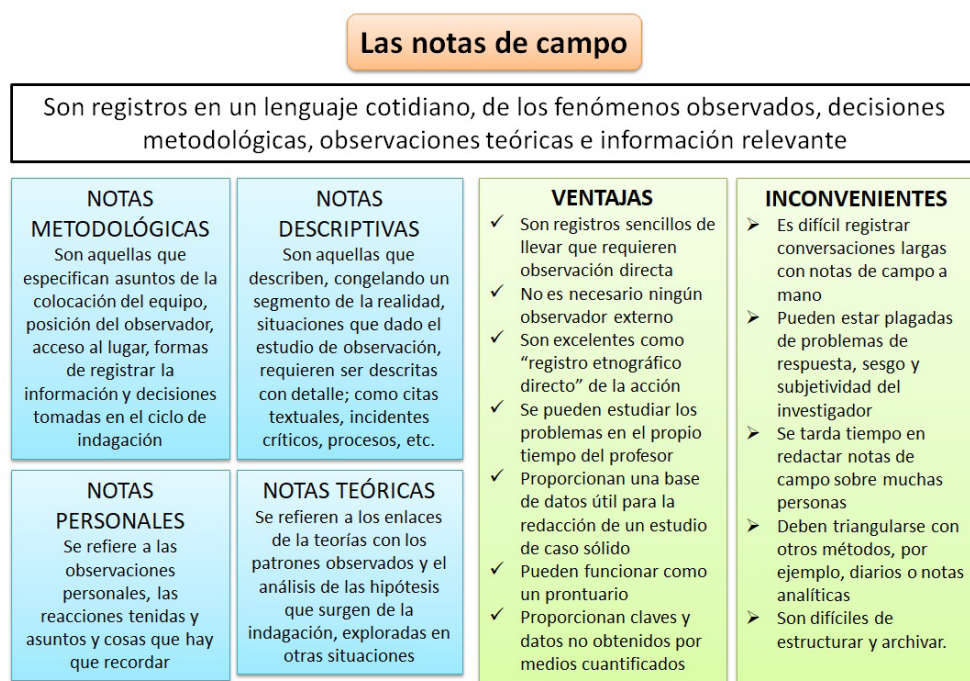 Las notas de campo
Son registros en un lenguaje cotidiano, de los fenómenos observados, decisiones
metodológicas, observaciones teóricas e información relevante
NOTAS
METODOLÓGICAS
Son aquellas que
especifican asuntos de la
colocación del equipo,
posición del observador,
acceso al lugar, formas
de registrar la
información y decisiones
tomadas en el ciclo de
indagación
NOTAS
DESCRIPTIVAS
Son aquellas que
describen, congelando un
segmento de la realidad,
situaciones que dado el
estudio de observación,
requieren ser descritas
con detalle; como citas
textuales, incidentes
críticos, procesos, etc.
NOTAS
PERSONALES
Se refiere a las
observaciones
personales, las
reacciones tenidas y
asuntos y cosas que hay
que recordar
NOTAS TEÓRICAS
Se refieren a los enlaces
de la teorías con los
patrones observados y el
análisis de las hipótesis
que surgen de la
indagación, exploradas en
otras situaciones
VENTAJAS
✓ Son registros sencillos de
llevar que requieren
observación directa
✓ No es necesario ningún
observador externo
✓ Son excelentes como
“registro etnográfico
directo” de la acción
✓ Se pueden estudiar los
problemas en el propio
tiempo del profesor
✓ Proporcionan una base
de datos útil para la
redacción de un estudio
de caso sólido
✓ Pueden funcionar como
un prontuario
✓ Proporcionan claves y
datos no obtenidos por
medios cuantificados
INCONVENIENTES
➢ Es difícil registrar
conversaciones largas
con notas de campo a
mano
➢ Pueden estar plagadas
de problemas de
respuesta, sesgo y
subjetividad del
investigador
➢ Se tarda tiempo en
redactar notas de
campo sobre muchas
personas
➢ Deben triangularse con
otros métodos, por
ejemplo, diarios o notas
analíticas
➢ Son difíciles de
estructurar y archivar.